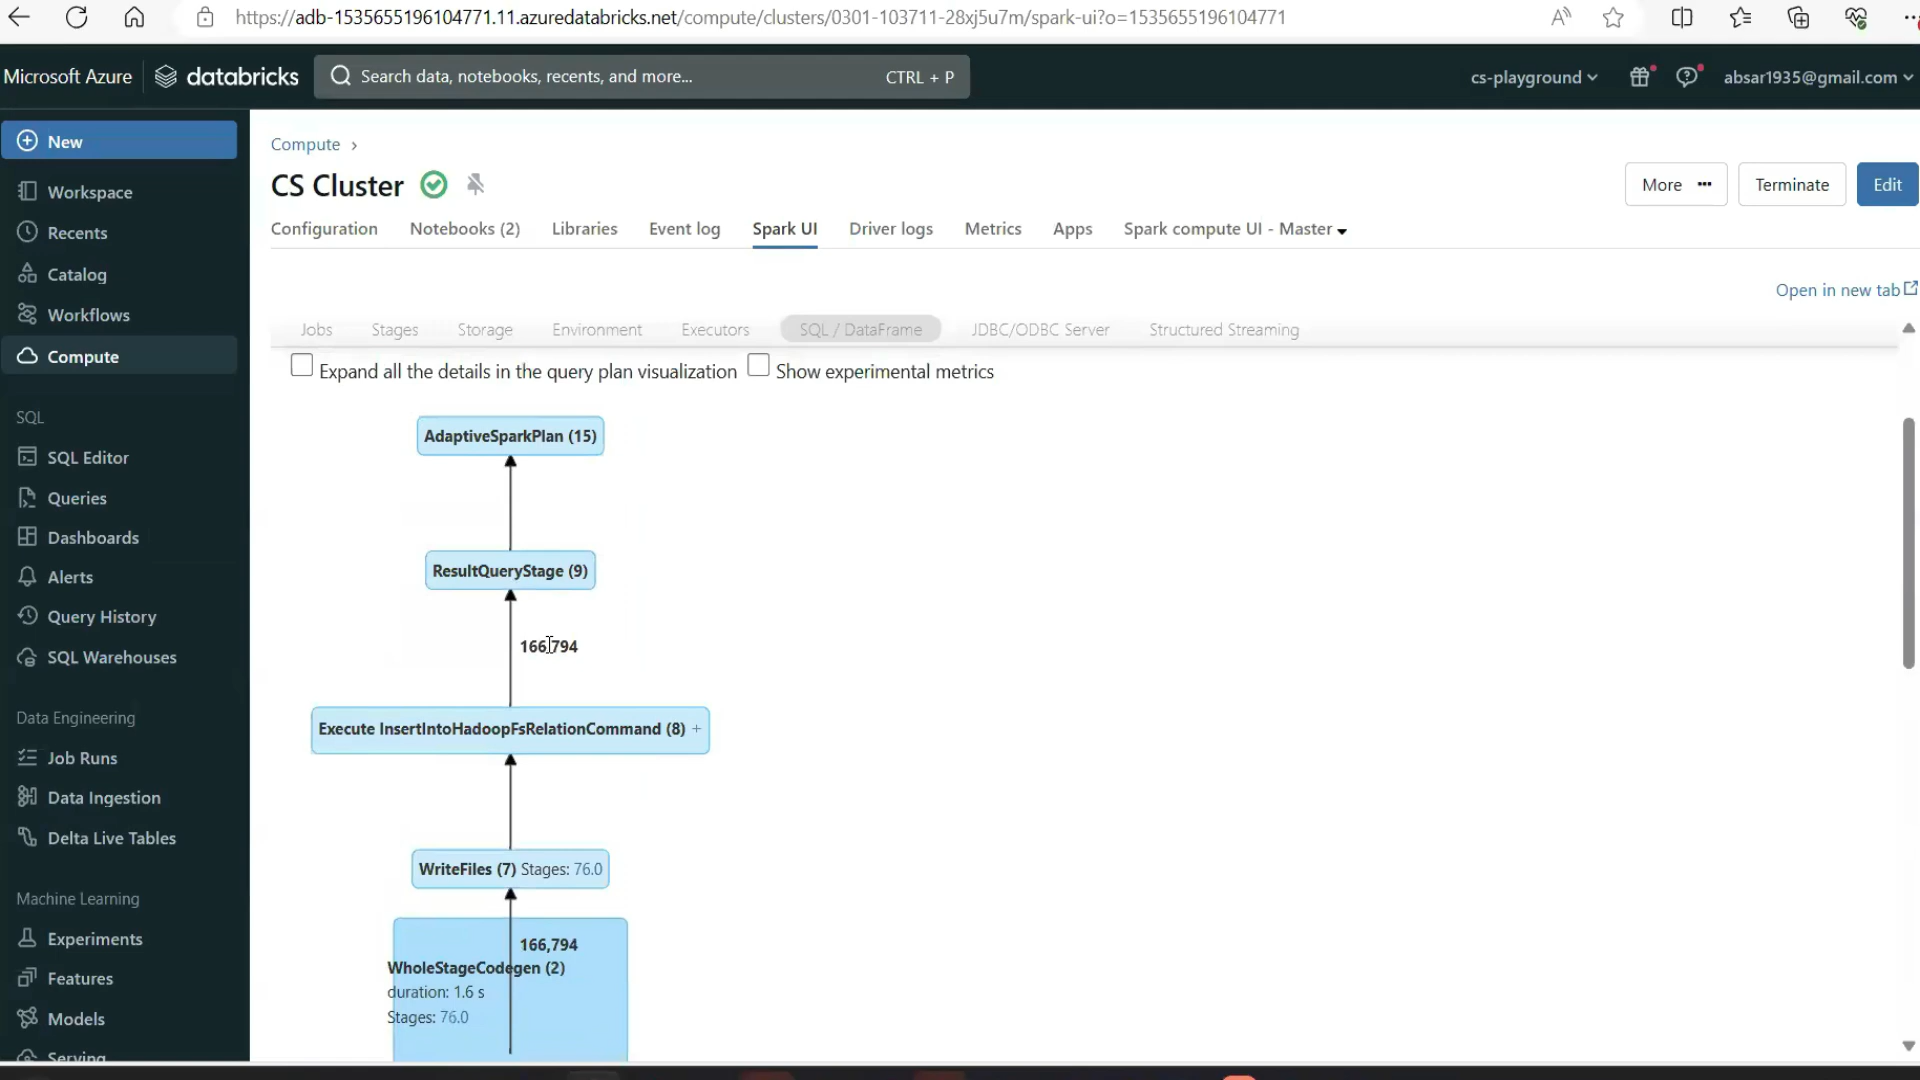 https://adb-1535655196104771.11.azuredatabricks.net/compute/clusters/0301-103711-28xj5u7m/spark-ui?o=1535655196104771
Microsoft Azure databricks Search data, notebooks, recents, and more... CTRL + P cs-playground absar1935@gmail.com
New
Workspace
Recents
Catalog
Workflows
Compute
SQL
SQL Editor
Queries
Dashboards
Alerts
Query History
SQL Warehouses
Data Engineering
Job Runs
Data Ingestion
Delta Live Tables
Machine Learning
Experiments
Features
Models
Serving
Compute ›
CS Cluster
More ··· Terminate Edit
Configuration Notebooks (2) Libraries Event log Spark UI Driver logs Metrics Apps Spark compute UI - Master
Open in new tab
Jobs Stages Storage Environment Executors SQL / DataFrame JDBC/ODBC Server Structured Streaming
Expand all the details in the query plan visualization Show experimental metrics
AdaptiveSparkPlan (15)
ResultQueryStage (9)
166,794
Execute InsertIntoHadoopFsRelationCommand (8) +
WriteFiles (7) Stages: 76.0
166,794
WholeStageCodegen (2)
duration: 1.6 s
Stages: 76.0